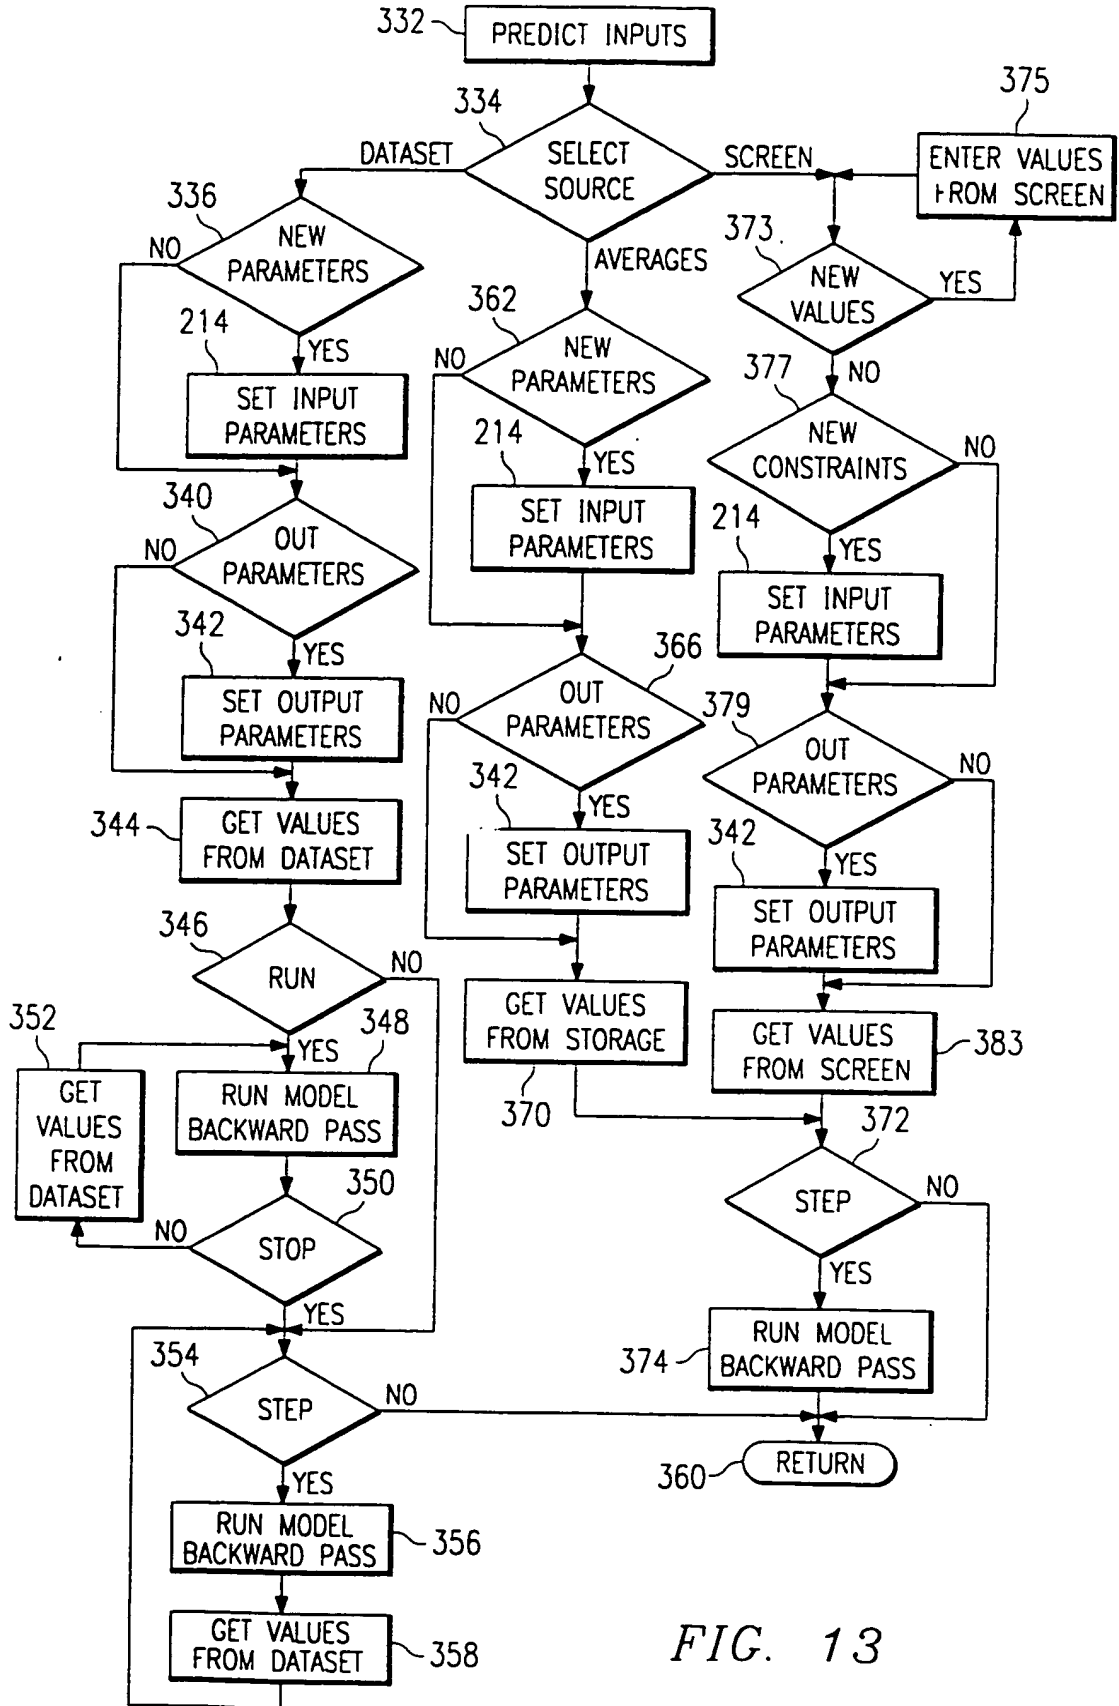 332
PREDICT INPUTS
334
375
DATASET
SELECT
SOURCE
SCREEN
ENTER VALUES
FROM SCREEN
336
NO
NEW
PARAMETERS
AVERAGES
373
NEW
VALUES
YES
214
YES
362
NO
NEW
PARAMETERS
377
NO
SET INPUT
PARAMETERS
214
YES
NEW
CONSTRAINTS
NO
340
NO
OUT
PARAMETERS
SET INPUT
PARAMETERS
214
YES
342
YES
SET INPUT
PARAMETERS
366
SET OUTPUT
PARAMETERS
NO
OUT
PARAMETERS
379
OUT
PARAMETERS
NO
344
GET VALUES
FROM DATASET
342
YES
SET OUTPUT
PARAMETERS
342
YES
346
RUN
NO
SET OUTPUT
PARAMETERS
352
YES
348
GET VALUES
FROM STORAGE
370
GET VALUES
FROM SCREEN
383
GET
VALUES
FROM
DATASET
RUN MODEL
BACKWARD PASS
372
350
NO
STOP
STEP
NO
YES
YES
354
STEP
NO
374
RUN MODEL
BACKWARD PASS
360
RETURN
YES
RUN MODEL
BACKWARD PASS
356
GET VALUES
FROM DATASET
358
FIG. 13